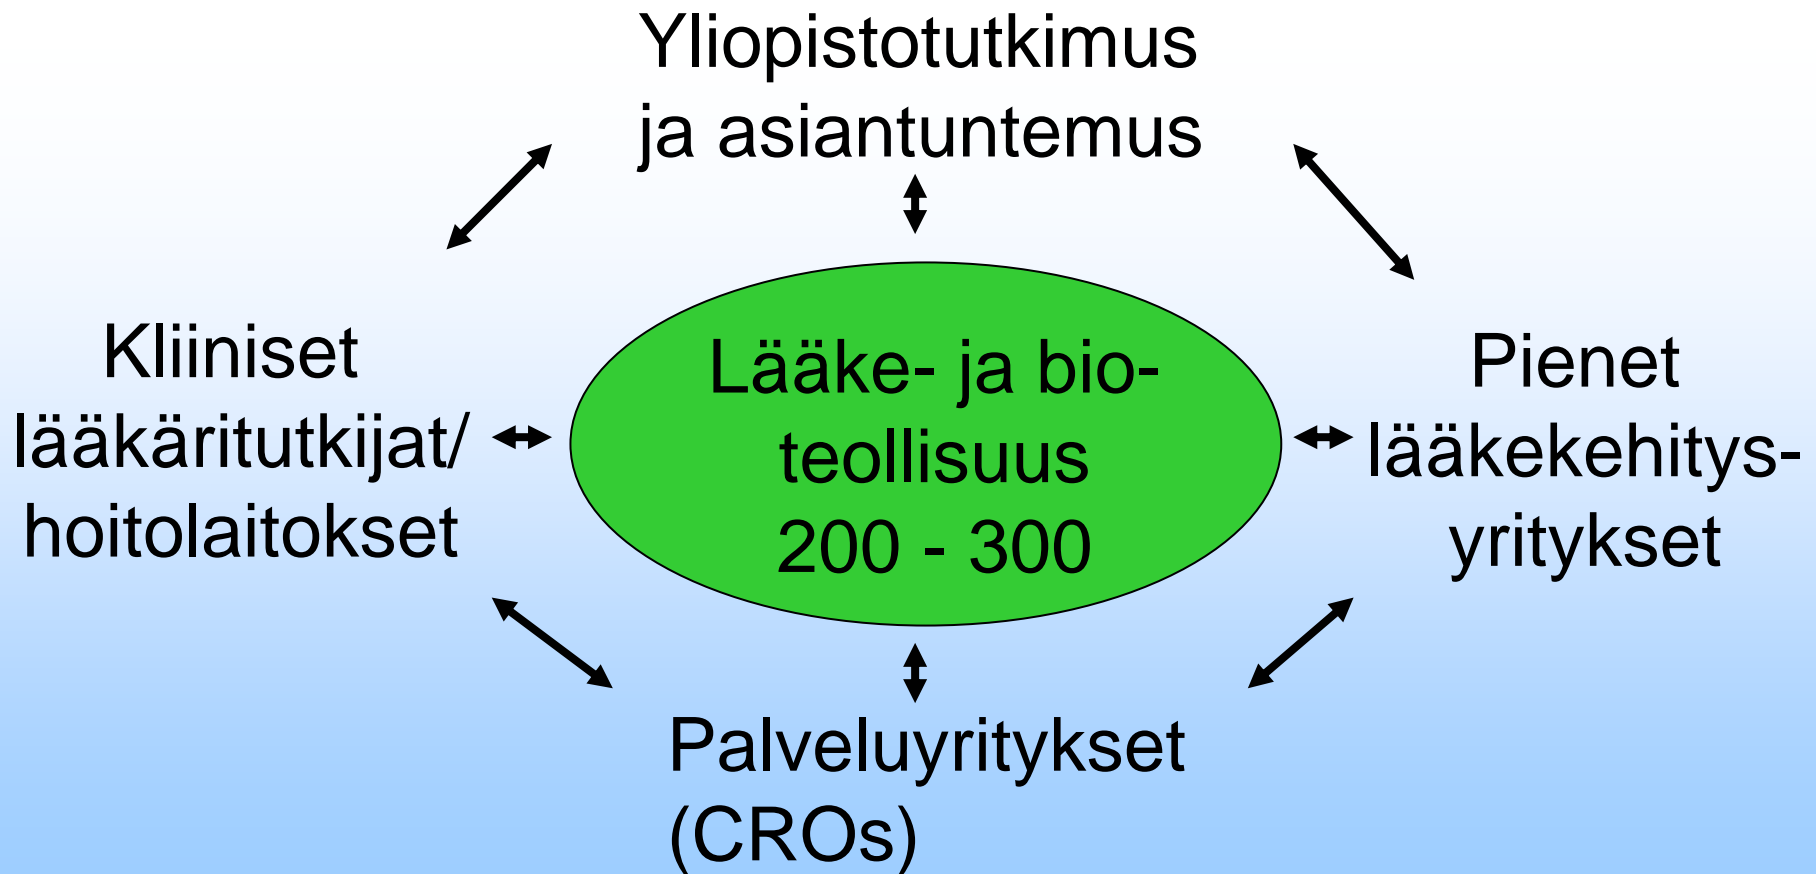 Yliopistotutkimus
ja asiantuntemus
Kliiniset
lääkäritutkijat/
hoitolaitokset
Lääke- ja bio-
teollisuus
200 - 300
Pienet
lääkekehitys-
yritykset
Palveluyritykset
(CROs)